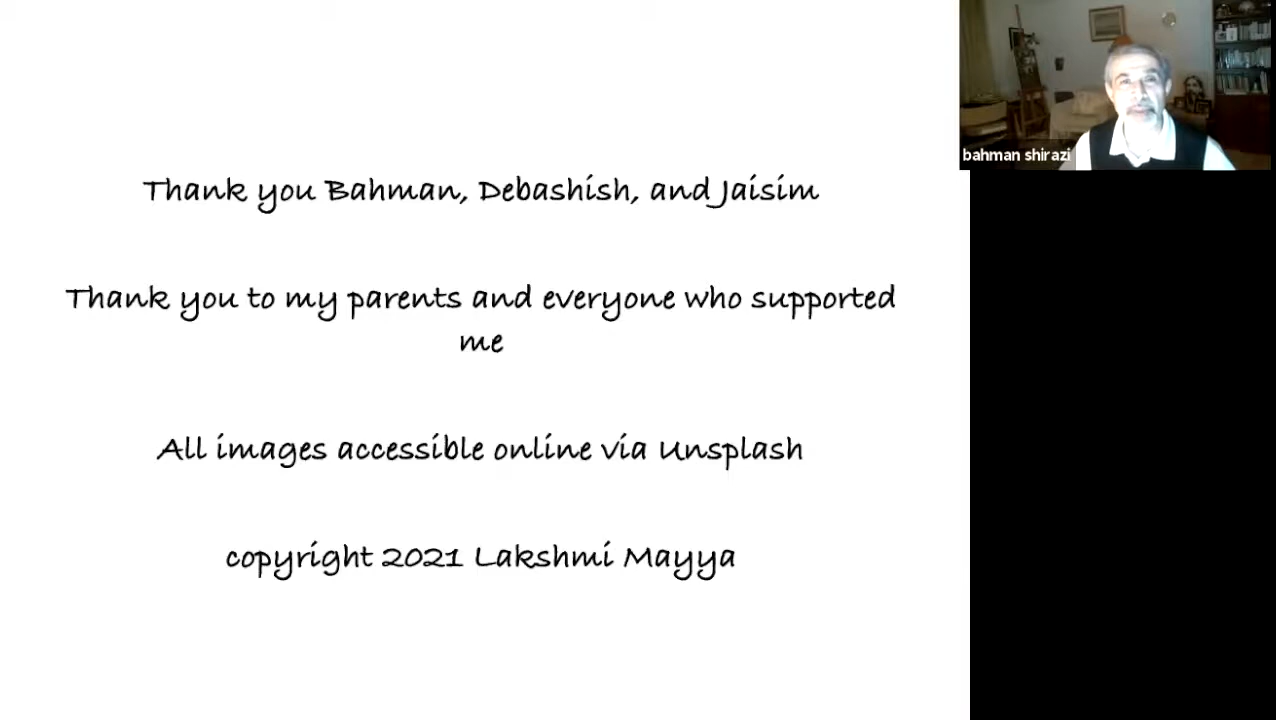 Thank you Bahman, Debashish, and Jaisim
Thank you to my parents and everyone who supported
me
All images accessible online via Unsplash
copyright 2021 Lakshmi Mayya
bahman shirazi